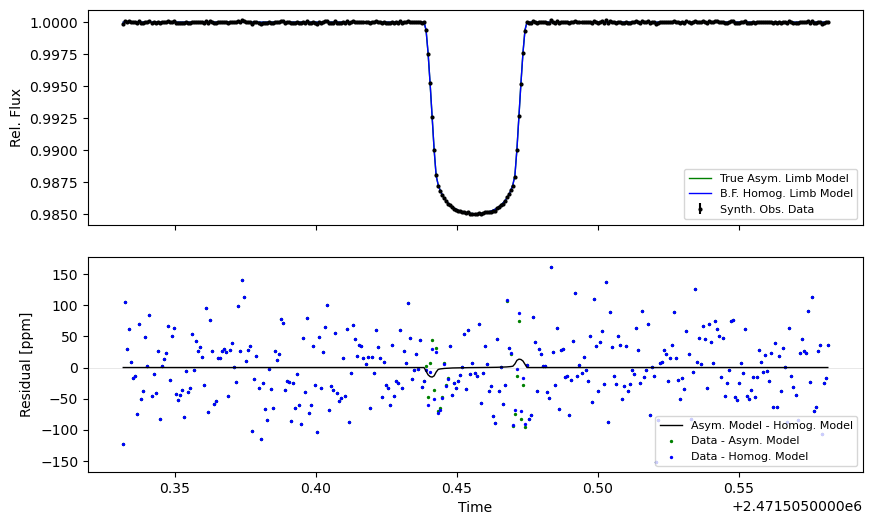 1.0000
0.9975
0.9950
0.9925
0.9900
0.9875
0.9850
Rel. Flux
True Asym. Limb Model
B.F. Homog. Limb Model
Synth. Obs. Data
150
100
50
0
−50
−100
−150
Residual [ppm]
Asym. Model - Homog. Model
Data - Asym. Model
Data - Homog. Model
0.35
0.40
0.45
0.50
0.55
Time
+2.4715050000e6